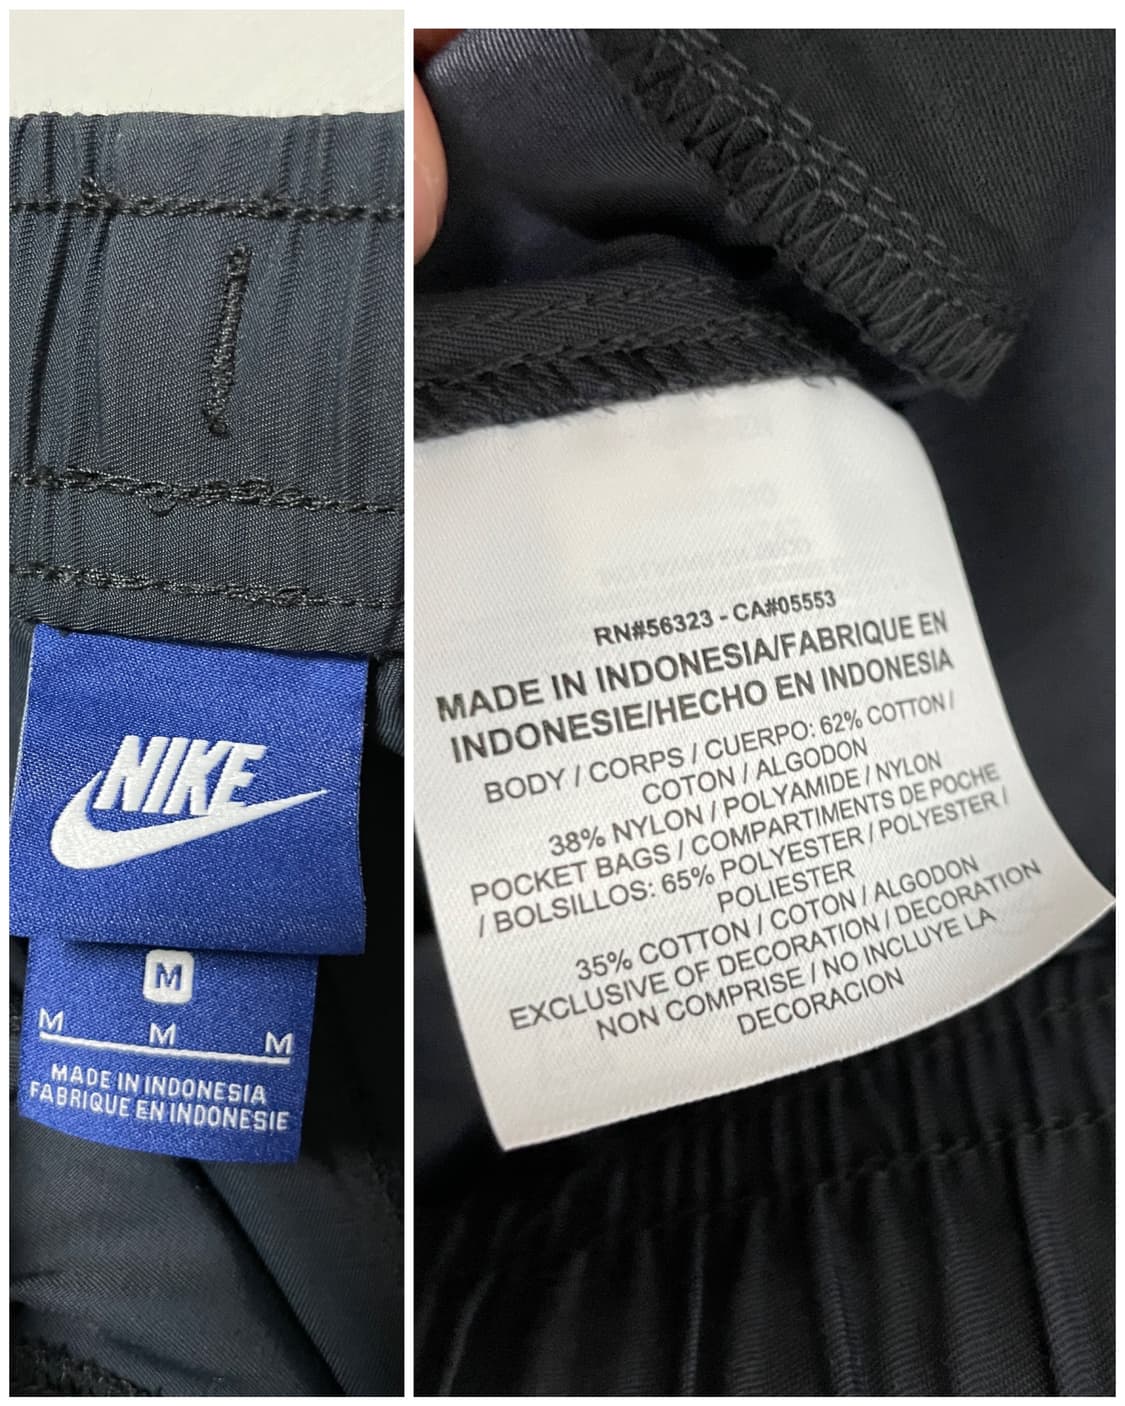 NIKE
M
M M M
MADE IN INDONESIA
FABRIQUE EN INDONESIE
RN#56323 - CA#05553
MADE IN INDONESIA/FABRIQUE EN
INDONESIE/HECHO EN INDONESIA
BODY / CORPS / CUERPO: 62% COTTON /
COTON / ALGODON
38% NYLON / POLYAMIDE / NYLON
POCKET BAGS / COMPARTIMENTS DE POCHE
/ BOLSILLOS: 65% POLYESTER / POLYESTER /
POLIESTER
35% COTTON / COTON / ALGODON
EXCLUSIVE OF DECORATION / DECORATION
NON COMPRISE / NO INCLUYE LA
DECORACION